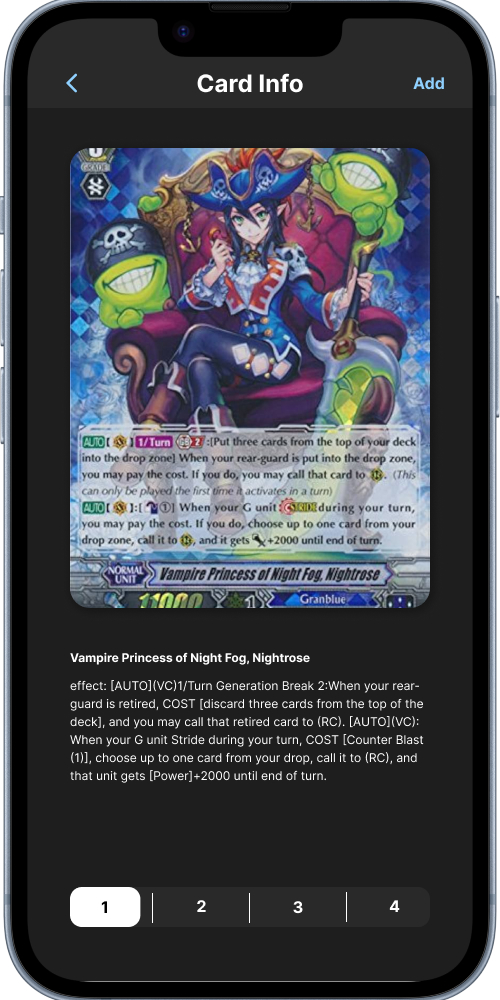 Card Info
Add
GRADE
AUTO [ ] 1/Turn 2 :[Put three cards from the top of your deck
into the drop zone] When your rear-guard is put into the drop zone,
you may pay the cost. If you do, you may call that card to . (This
can only be played the first time it activates in a turn)
AUTO [ ]:[ ①] When your G unit STRIDE during your turn,
you may pay the cost. If you do, choose up to one card from your
drop zone, call it to , and it gets +2000 until end of turn.
NORMAL
UNIT
Vampire Princess of Night Fog, Nightrose
11000
1
Granblue
Vampire Princess of Night Fog, Nightrose
effect: [AUTO](VC)1/Turn Generation Break 2:When your rear-
guard is retired, COST [discard three cards from the top of the
deck], and you may call that retired card to (RC). [AUTO](VC):
When your G unit Stride during your turn, COST [Counter Blast
(1)], choose up to one card from your drop, call it to (RC), and
that unit gets [Power]+2000 until end of turn.
1
2
3
4